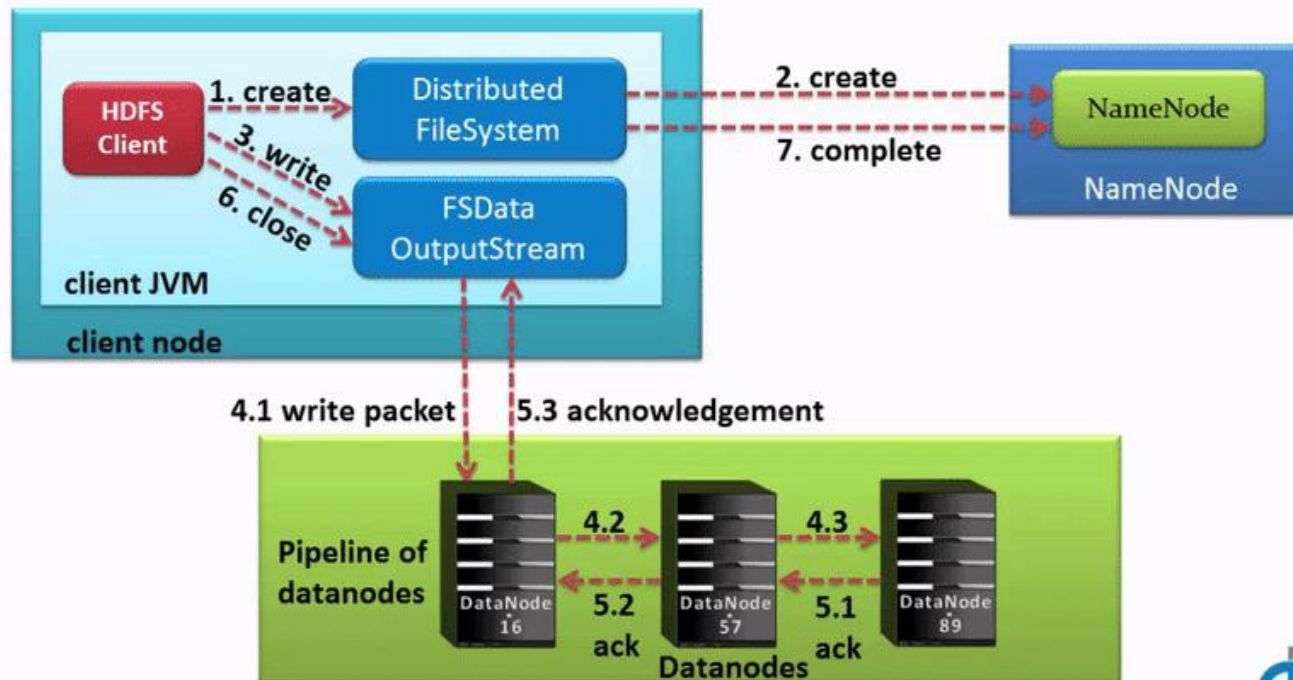 HDFS
Client
1. create
Distributed
FileSystem
2. create
NameNode
3. write
7. complete
6. close
FSData
OutputStream
NameNode
client JVM
client node
4.1 write packet
5.3 acknowledgement
Pipeline of
datanodes
4.2
4.3
DataNode
16
5.2
ack
DataNode
57
5.1
ack
DataNode
89
Datanodes